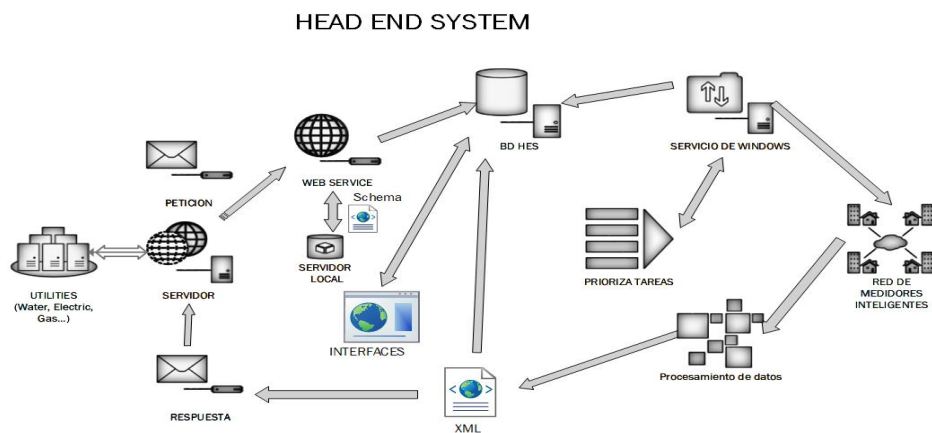 HEAD END SYSTEM
BD HES
SERVICIO DE WINDOWS
PETICION
WEB SERVICE
Schema
SERVIDOR
LOCAL
PRIORIZA TAREAS
RED DE
MEDIDORES
INTELIGENTES
UTILITIES
(Water, Electric,
Gas...)
SERVIDOR
INTERFACES
Procesamiento de datos
RESPUESTA
XML